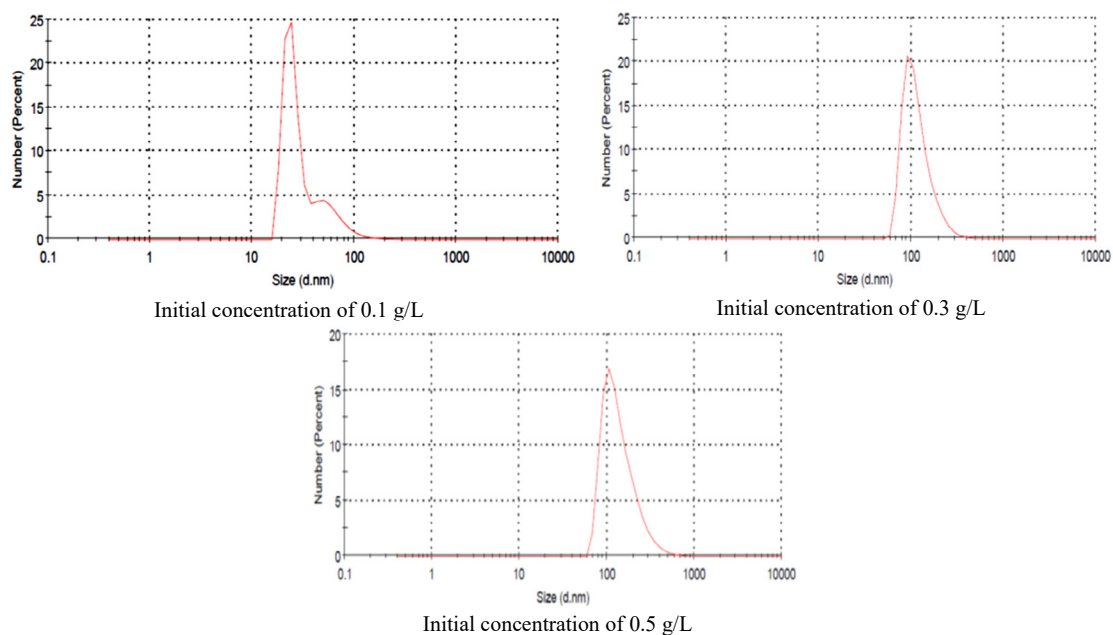 25
20
15
10
5
0
0.1 1 10 100 1000 10000
Number (Percent)
Size (d.nm)
Initial concentration of 0.1 g/L
25
20
15
10
5
0
0.1 1 10 100 1000 10000
Number (Percent)
Size (d.nm)
Initial concentration of 0.3 g/L
20
15
10
5
0
0.1 1 10 100 1000 10000
Number (Percent)
Size (d.nm)
Initial concentration of 0.5 g/L